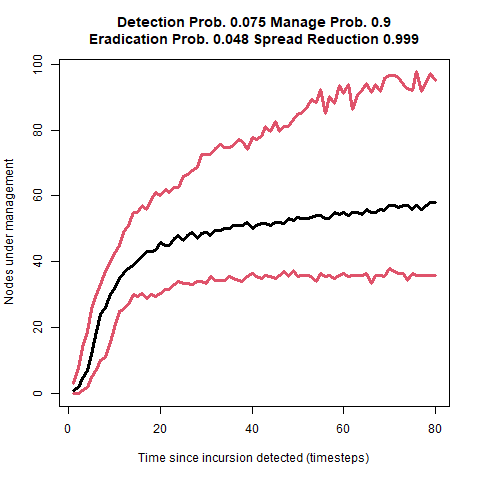 Detection Prob. 0.075 Manage Prob. 0.9
Eradication Prob. 0.048 Spread Reduction 0.999
Nodes under management
100
80
60
40
20
0
0 20 40 60 80
Time since incursion detected (timesteps)